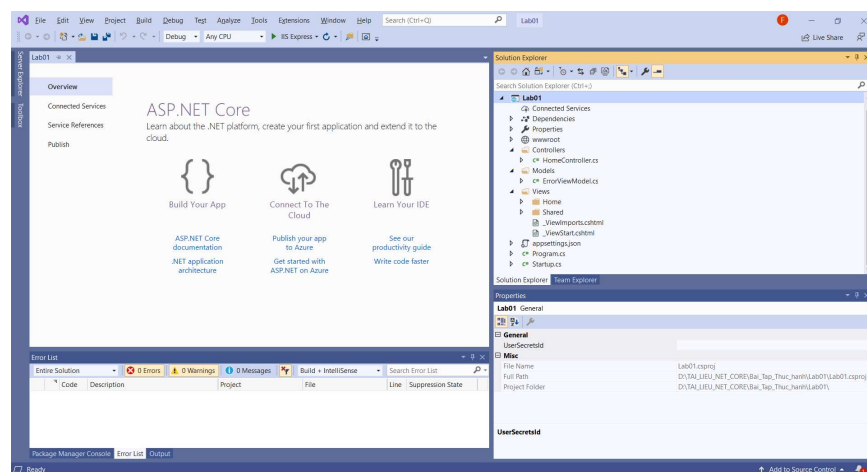 File Edit View Project Build Debug Test Analyze Tools Extensions Window Help Search (Ctrl+Q) Lab01 F
Debug Any CPU IIS Express Live Share
Server Explorer
Toolbox
Lab01
Overview
Connected Services
Service References
Publish
ASP.NET Core
Learn about the .NET platform, create your first application and extend it to the
cloud.
Build Your App
ASP.NET Core
documentation
.NET application
architecture
Connect To The
Cloud
Publish your app
to Azure
Get started with
ASP.NET on Azure
Learn Your IDE
See our
productivity guide
Write code faster
Error List
Entire Solution 0 Errors 0 Warnings 0 Messages Build + IntelliSense Search Error List
Code Description Project File Line Suppression State
Package Manager Console Error List Output
Solution Explorer
Search Solution Explorer (Ctrl+;)
Lab01
Connected Services
Dependencies
Properties
wwwroot
Controllers
C# HomeController.cs
Models
C# ErrorViewModel.cs
Views
Home
Shared
_ViewImports.cshtml
_ViewStart.cshtml
appsettings.json
C# Program.cs
C# Startup.cs
Solution Explorer Team Explorer
Properties
Lab01 General
General
UserSecretsId
Misc
File Name Lab01.csproj
Full Path D:\TAI_LIEU_NET_CORE\Bai_Tap_Thuc_hanh\Lab01\Lab01.csproj
Project Folder D:\TAI_LIEU_NET_CORE\Bai_Tap_Thuc_hanh\Lab01\
UserSecretsId
Ready Add to Source Control